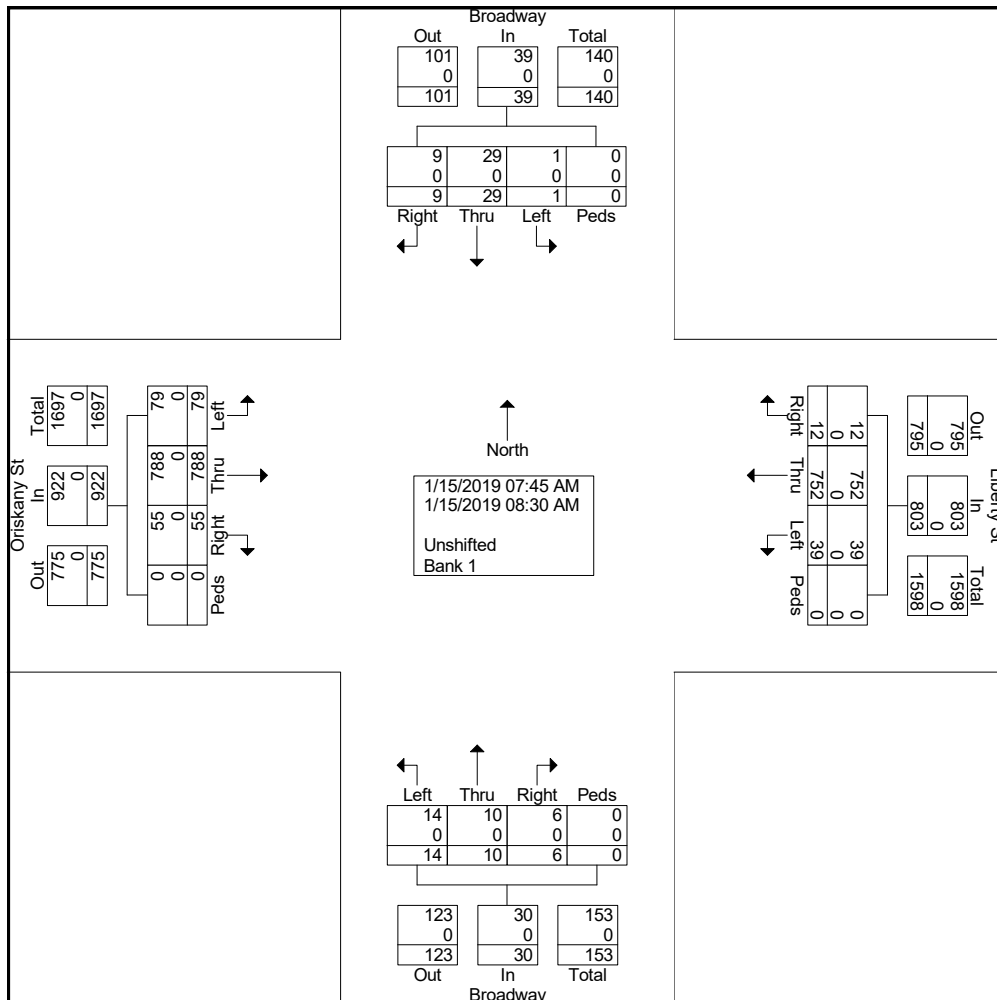 Broadway
Out In Total
101 39 140
0 0 0
101 39 140
9 29 1 0
0 0 0 0
9 29 1 0
Right Thru Left Peds
Oriskany St
Total In Out
1697 922 775
0 0 0
1697 922 775
79 788 55 0
0 0 0 0
79 788 55 0
Left Thru Right Peds
North
1/15/2019 07:45 AM
1/15/2019 08:30 AM
Unshifted
Bank 1
Liberty St
Out In Total
795 803 1598
0 0 0
795 803 1598
12 752 39 0
0 0 0 0
12 752 39 0
Right Thru Left Peds
Left Thru Right Peds
14 10 6 0
0 0 0 0
14 10 6 0
123 30 153
0 0 0
123 30 153
Out In Total
Broadway